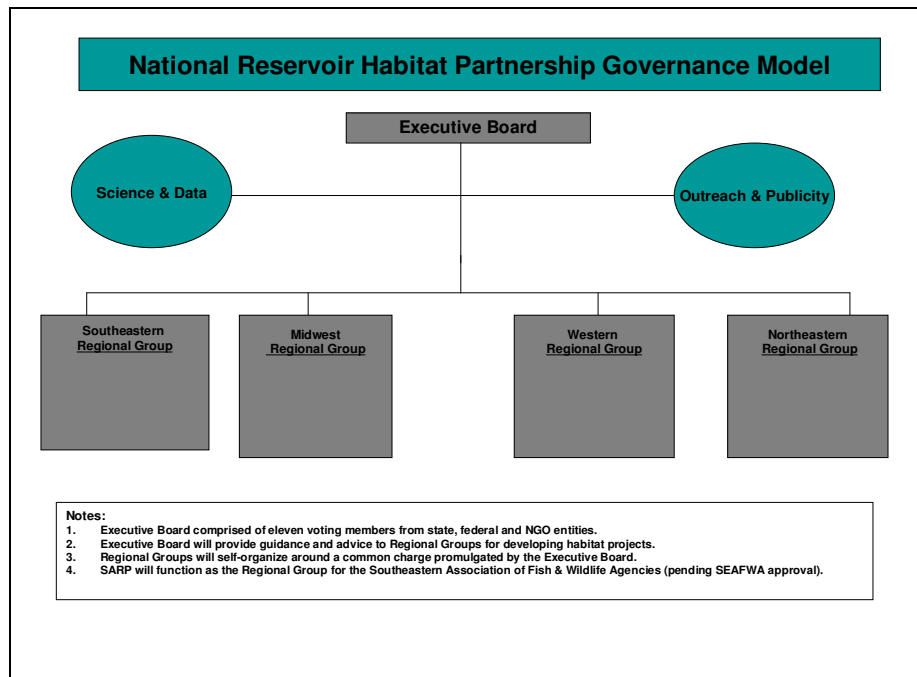 National Reservoir Habitat Partnership Governance Model
Executive Board
Science & Data
Outreach & Publicity
Southeastern
Regional Group
Midwest
Regional Group
Western
Regional Group
Northeastern
Regional Group
Notes:
1. Executive Board comprised of eleven voting members from state, federal and NGO entities.
2. Executive Board will provide guidance and advice to Regional Groups for developing habitat projects.
3. Regional Groups will self-organize around a common charge promulgated by the Executive Board.
4. SARP will function as the Regional Group for the Southeastern Association of Fish & Wildlife Agencies (pending SEAFWA approval).